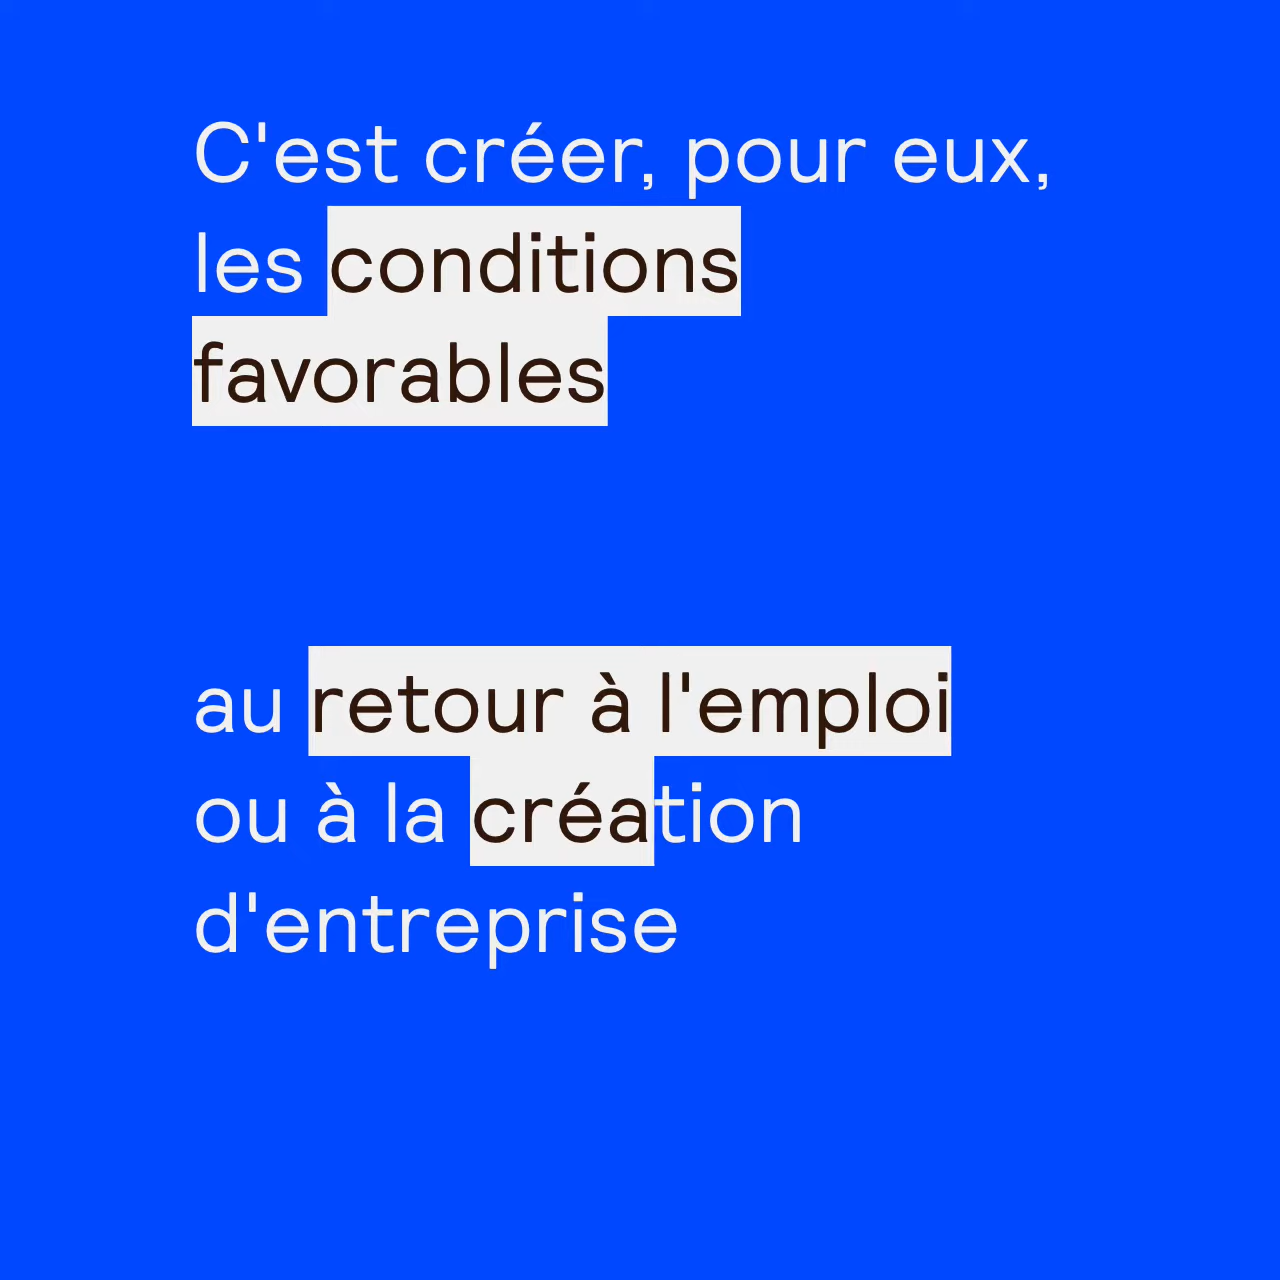 C'est créer, pour eux,
les conditions
favorables
au retour à l'emploi
ou à la création
d'entreprise